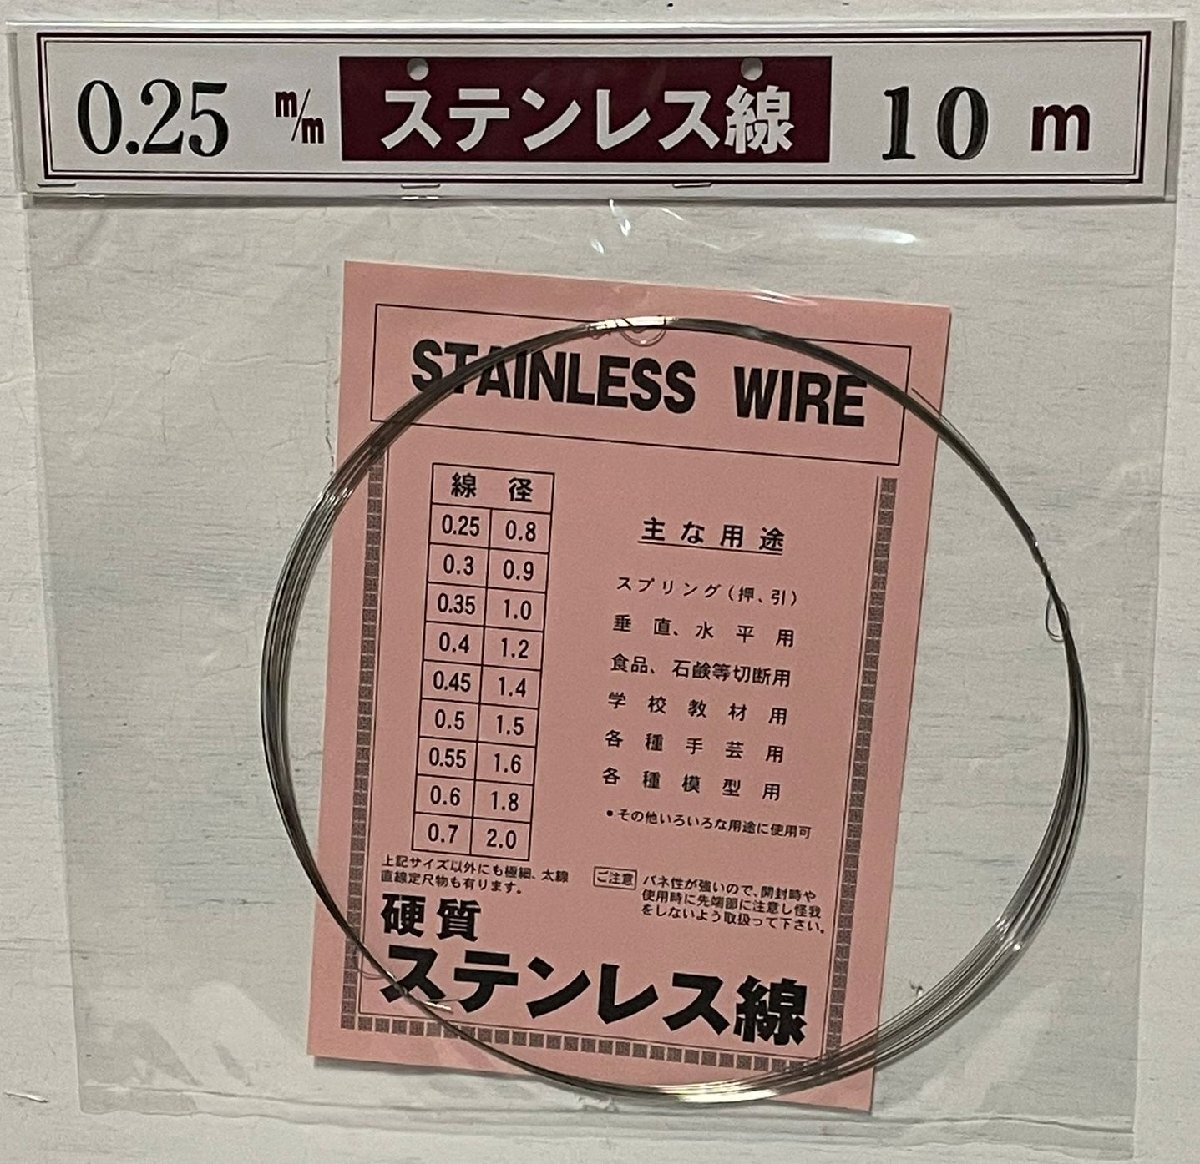 0.25 m/m ステンレス線 10 m
STAINLESS WIRE
線 径
0.25 0.8
0.3 0.9
0.35 1.0
0.4 1.2
0.45 1.4
0.5 1.5
0.55 1.6
0.6 1.8
0.7 2.0
上記サイズ以外にも極細、太線
直線定尺物も有ります。
主な用途
スプリング(押、引)
垂直、水平用
食品、石鹸等切断用
学校教材用
各種手芸用
各種模型用
・その他いろいろな用途に使用可
ご注意 バネ性が強いので、開封時や
使用時に先端部に注意し怪我
をしないよう取扱って下さい。
硬質
ステンレス線